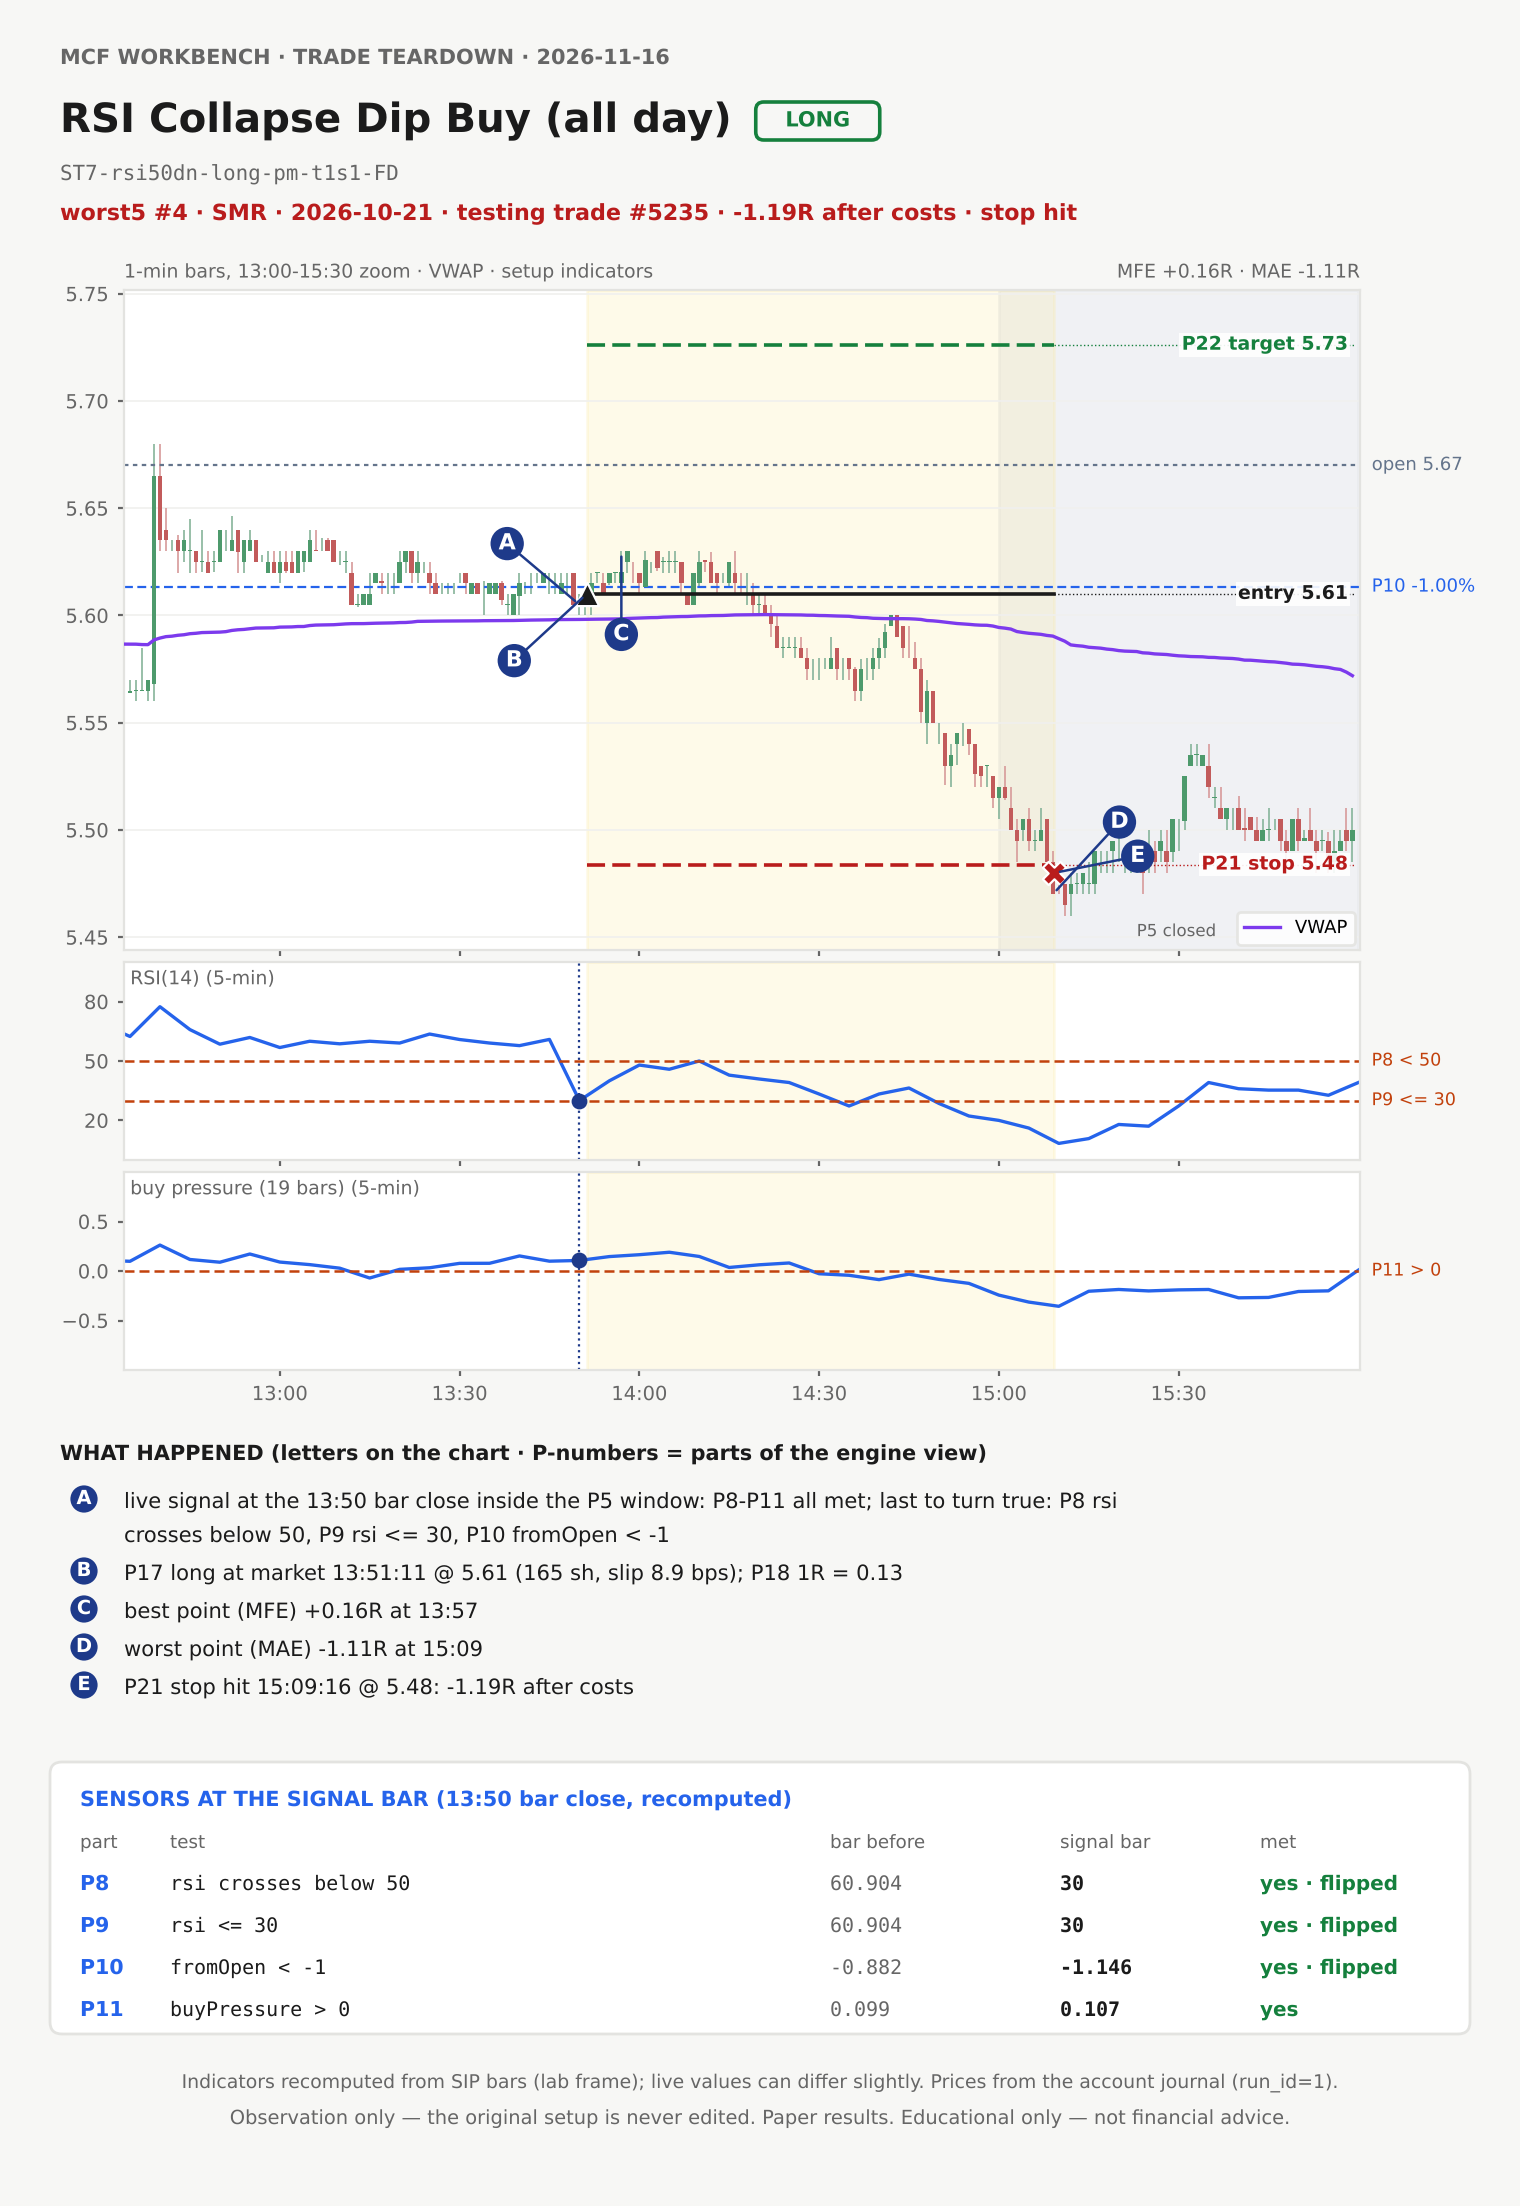 MCF WORKBENCH · TRADE TEARDOWN · 2026-11-16
RSI Collapse Dip Buy (all day) LONG
ST7-rsi50dn-long-pm-t1s1-FD
worst5 #4 · SMR · 2026-10-21 · testing trade #5235 · -1.19R after costs · stop hit
1-min bars, 13:00-15:30 zoom · VWAP · setup indicators MFE +0.16R · MAE -1.11R
5.75
P22 target 5.73
5.70
open 5.67
5.65
A
P10 -1.00%
entry 5.61
5.60
C
B
5.55
5.50
D
E
P21 stop 5.48
5.45
P5 closed
VWAP
RSI(14) (5-min)
80
50
P8 < 50
P9 <= 30
20
buy pressure (19 bars) (5-min)
0.5
0.0
P11 > 0
−0.5
13:00 13:30 14:00 14:30 15:00 15:30
WHAT HAPPENED (letters on the chart · P-numbers = parts of the engine view)
A live signal at the 13:50 bar close inside the P5 window: P8-P11 all met; last to turn true: P8 rsi
crosses below 50, P9 rsi <= 30, P10 fromOpen < -1
B P17 long at market 13:51:11 @ 5.61 (165 sh, slip 8.9 bps); P18 1R = 0.13
C best point (MFE) +0.16R at 13:57
D worst point (MAE) -1.11R at 15:09
E P21 stop hit 15:09:16 @ 5.48: -1.19R after costs
SENSORS AT THE SIGNAL BAR (13:50 bar close, recomputed)
part test bar before signal bar met
P8 rsi crosses below 50 60.904 30 yes · flipped
P9 rsi <= 30 60.904 30 yes · flipped
P10 fromOpen < -1 -0.882 -1.146 yes · flipped
P11 buyPressure > 0 0.099 0.107 yes
Indicators recomputed from SIP bars (lab frame); live values can differ slightly. Prices from the account journal (run_id=1).
Observation only — the original setup is never edited. Paper results. Educational only — not financial advice.